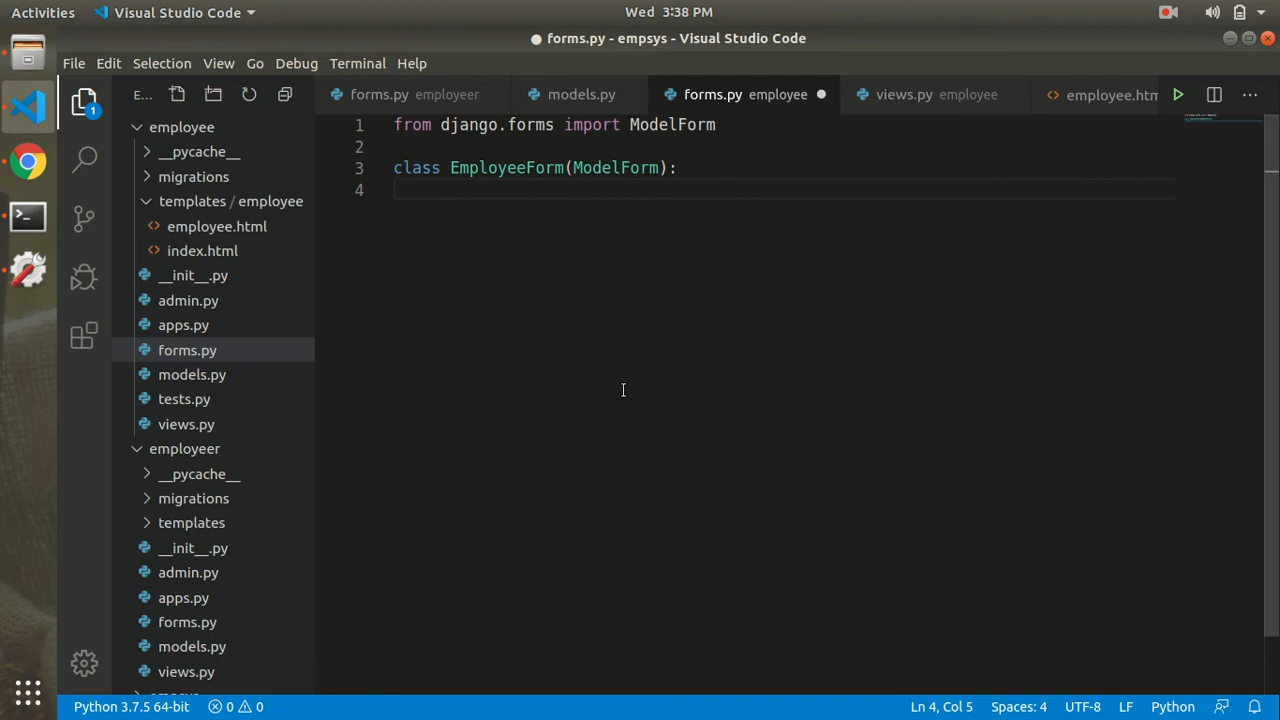 Activities
Visual Studio Code
Wed 3:38 PM
forms.py - empsys - Visual Studio Code
File Edit Selection View Go Debug Terminal Help
1
E...
forms.py employeer
models.py
forms.py employee
views.py employee
employee.htm
employee
__pycache__
migrations
templates / employee
employee.html
index.html
__init__.py
admin.py
apps.py
forms.py
models.py
tests.py
views.py
employeer
__pycache__
migrations
templates
__init__.py
admin.py
apps.py
forms.py
models.py
views.py
1 from django.forms import ModelForm
2
3 class EmployeeForm(ModelForm):
4
Python 3.7.5 64-bit
0 0
Ln 4, Col 5
Spaces: 4
UTF-8
LF
Python